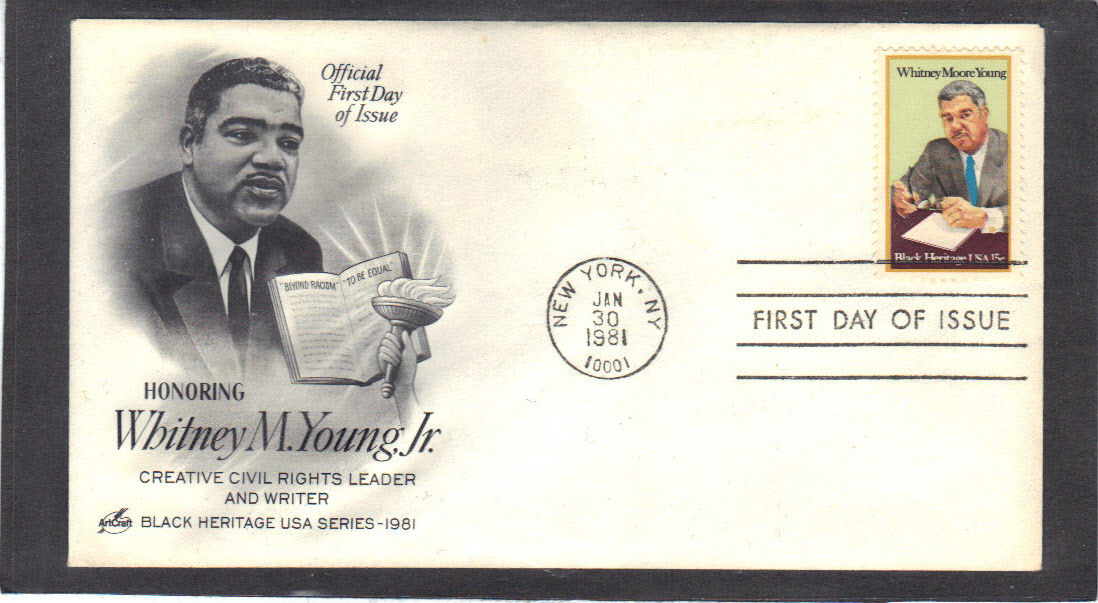 Official
First Day
of Issue
Whitney Moore Young
Black Heritage USA 15c
"BEYOND RACISM"
"TO BE EQUAL"
NEW YORK, NY
JAN
30
1981
10001
FIRST DAY OF ISSUE
HONORING
Whitney M. Young, Jr.
CREATIVE CIVIL RIGHTS LEADER
AND WRITER
ArtCraft
BLACK HERITAGE USA SERIES-1981